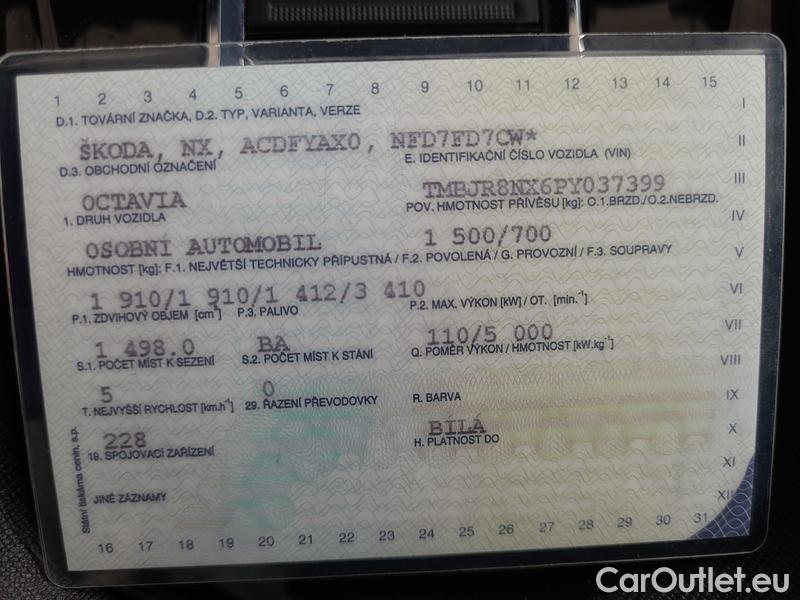 1 2 3 4 5 6 7 8 9 10 11 12 13 14 15
D.1. TOVÁRNÍ ZNAČKA, D.2. TYP, VARIANTA, VERZE
I
ŠKODA, NX, ACDFYAX0, NFD7FD7CW*
II
D.3. OBCHODNÍ OZNAČENÍ
E. IDENTIFIKAČNÍ ČÍSLO VOZIDLA (VIN)
OCTAVIA
TMBJR8NX6PY037399
III
1. DRUH VOZIDLA
POV. HMOTNOST PŘÍVĚSU [kg]: O.1.BRZD./O.2.NEBRZD.
IV
OSOBNÍ AUTOMOBIL
1 500/700
HMOTNOST [kg]: F.1. NEJVĚTŠÍ TECHNICKY PŘÍPUSTNÁ / F.2. POVOLENÁ / G. PROVOZNÍ / F.3. SOUPRAVY
V
1 910/1 910/1 412/3 410
VI
P.1. ZDVIHOVÝ OBJEM [cm³]
P.3. PALIVO
P.2. MAX. VÝKON [kW] / OT. [min.⁻¹]
1 498.0
BA
110/5 000
VII
S.1. POČET MÍST K SEZENÍ
S.2. POČET MÍST K STÁNÍ
Q. POMĚR VÝKON / HMOTNOST [kW.kg⁻¹]
VIII
5
0
T. NEJVYŠŠÍ RYCHLOST [km.h⁻¹]
29. ŘAZENÍ PŘEVODOVKY
R. BARVA
IX
228
BÍLÁ
X
19. SPOJOVACÍ ZAŘÍZENÍ
H. PLATNOST DO
XI
JINÉ ZÁZNAMY
XII
Státní tiskárna cenin, s.p.
16 17 18 19 20 21 22 23 24 25 26 27 28 29 30 31
CarOutlet.eu